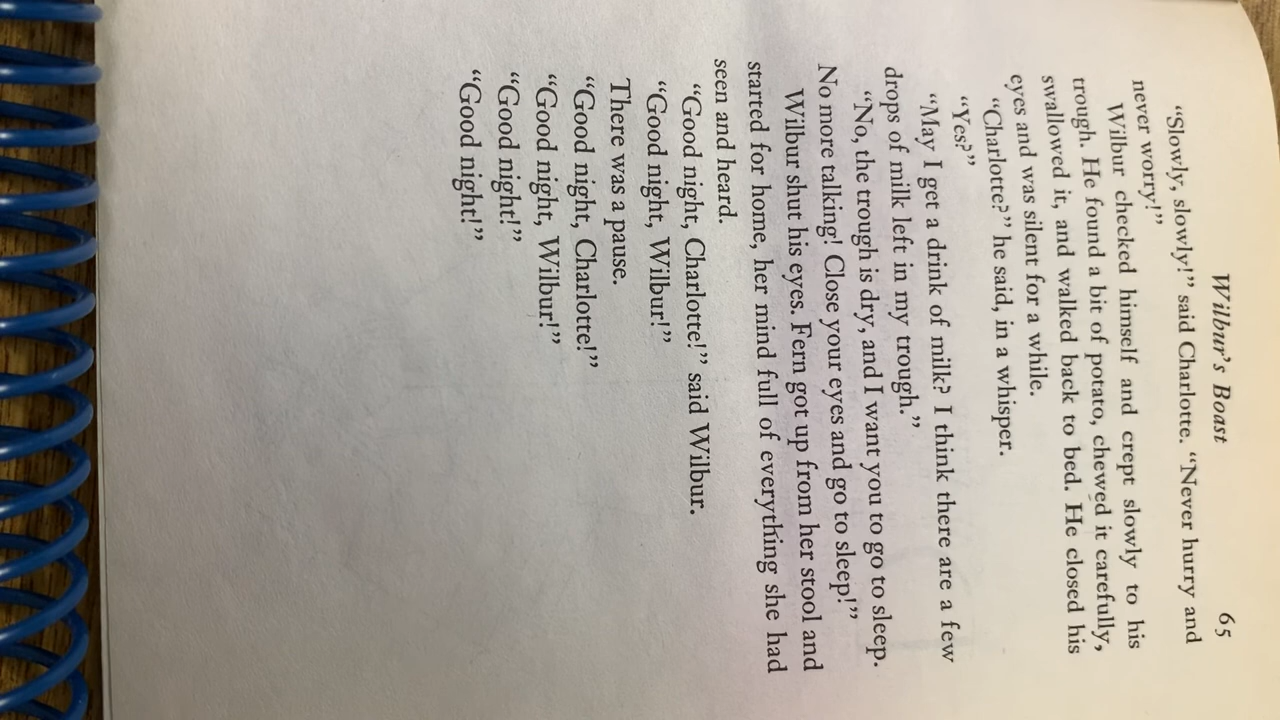 Wilbur's Boast 65
“Slowly, slowly!” said Charlotte. “Never hurry and
never worry!”
Wilbur checked himself and crept slowly to his
trough. He found a bit of potato, chewed it carefully,
swallowed it, and walked back to bed. He closed his
eyes and was silent for a while.
“Charlotte?” he said, in a whisper.
“Yes?”
“May I get a drink of milk? I think there are a few
drops of milk left in my trough.”
“No, the trough is dry, and I want you to go to sleep.
No more talking! Close your eyes and go to sleep!”
Wilbur shut his eyes. Fern got up from her stool and
started for home, her mind full of everything she had
seen and heard.
“Good night, Charlotte!” said Wilbur.
“Good night, Wilbur!”
There was a pause.
“Good night, Charlotte!”
“Good night, Wilbur!”
“Good night!”
“Good night!”